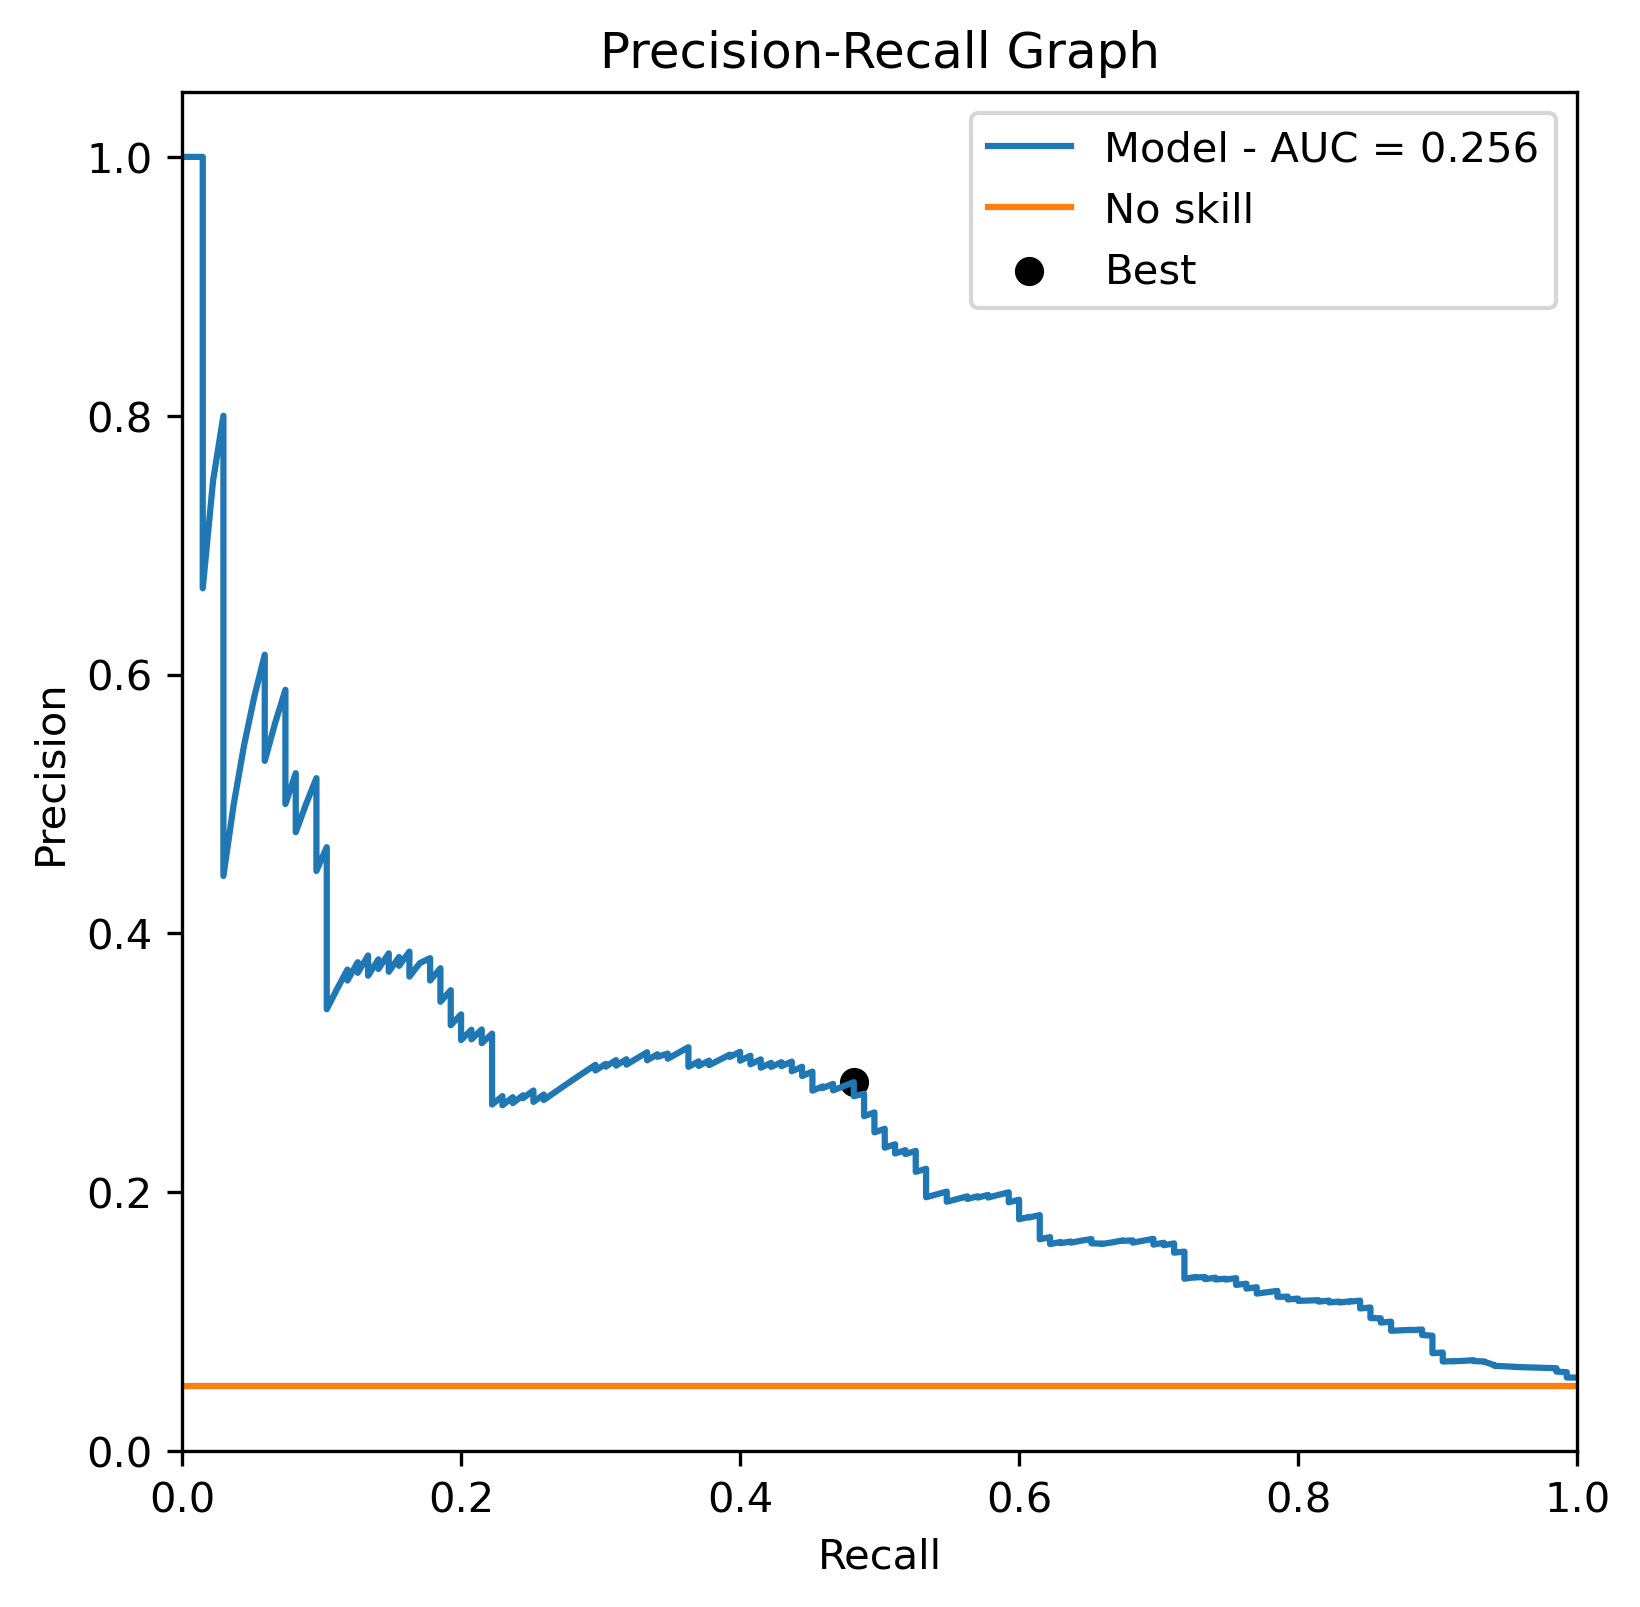 Precision-Recall Graph
Model - AUC = 0.256
No skill
Best
1.0
0.8
0.6
0.4
0.2
0.0
Precision
0.0 0.2 0.4 0.6 0.8 1.0
Recall